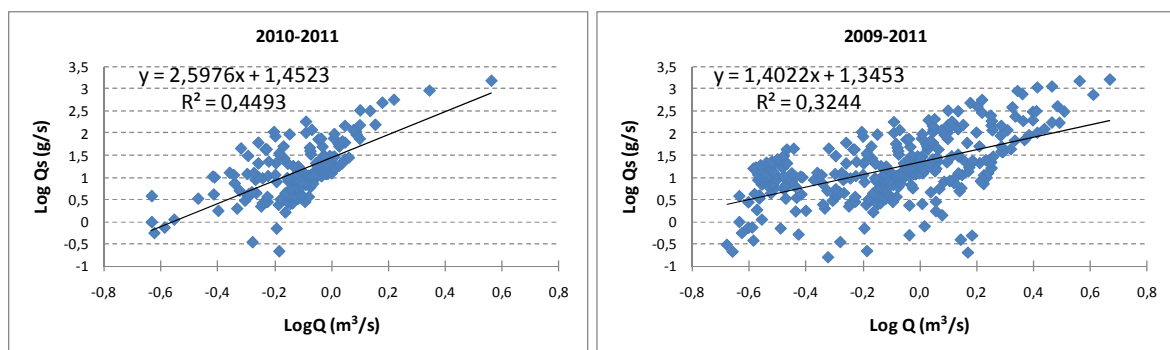 2010-2011
y = 2,5976x + 1,4523
R² = 0,4493
Log Qs (g/s)
3,5
3
2,5
2
1,5
1
0,5
0
-0,5
-1
-0,8 -0,6 -0,4 -0,2 0,0 0,2 0,4 0,6 0,8
LogQ (m³/s)
2009-2011
y = 1,4022x + 1,3453
R² = 0,3244
Log Qs (g/s)
3,5
3
2,5
2
1,5
1
0,5
0
-0,5
-1
-0,8 -0,6 -0,4 -0,2 0,0 0,2 0,4 0,6 0,8
Log Q (m³/s)